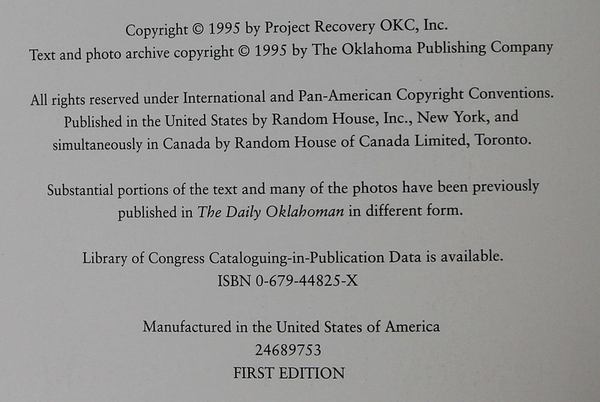 Copyright © 1995 by Project Recovery OKC, Inc.
Text and photo archive copyright © 1995 by The Oklahoma Publishing Company
All rights reserved under International and Pan-American Copyright Conventions.
Published in the United States by Random House, Inc., New York, and
simultaneously in Canada by Random House of Canada Limited, Toronto.
Substantial portions of the text and many of the photos have been previously
published in The Daily Oklahoman in different form.
Library of Congress Cataloguing-in-Publication Data is available.
ISBN 0-679-44825-X
Manufactured in the United States of America
24689753
FIRST EDITION